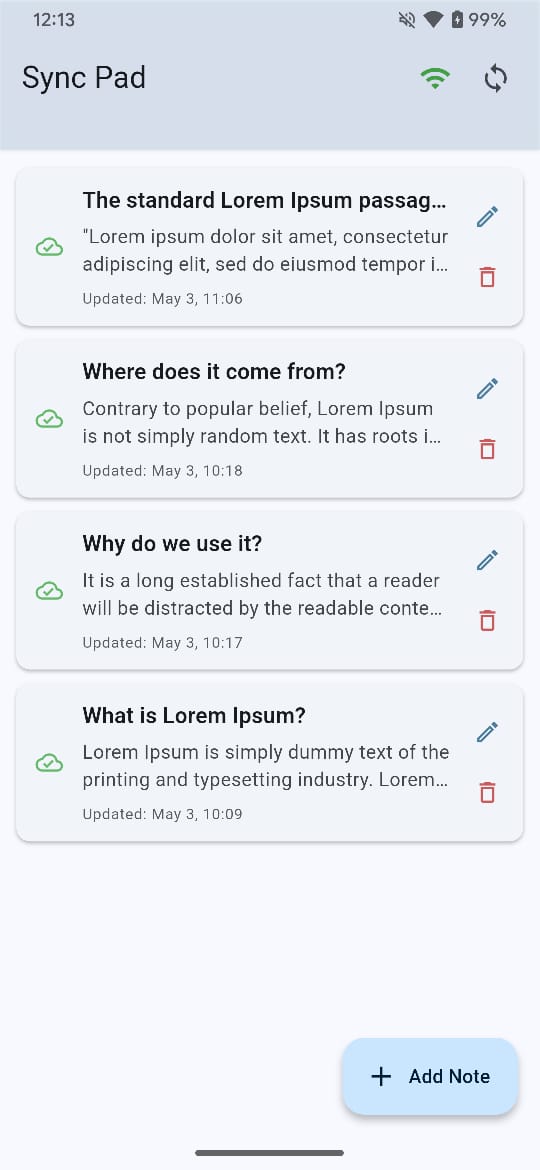 12:13
99%
Sync Pad
The standard Lorem Ipsum passag...
"Lorem ipsum dolor sit amet, consectetur
adipiscing elit, sed do eiusmod tempor i...
Updated: May 3, 11:06
Where does it come from?
Contrary to popular belief, Lorem Ipsum
is not simply random text. It has roots i...
Updated: May 3, 10:18
Why do we use it?
It is a long established fact that a reader
will be distracted by the readable conte...
Updated: May 3, 10:17
What is Lorem Ipsum?
Lorem Ipsum is simply dummy text of the
printing and typesetting industry. Lorem...
Updated: May 3, 10:09
Add Note